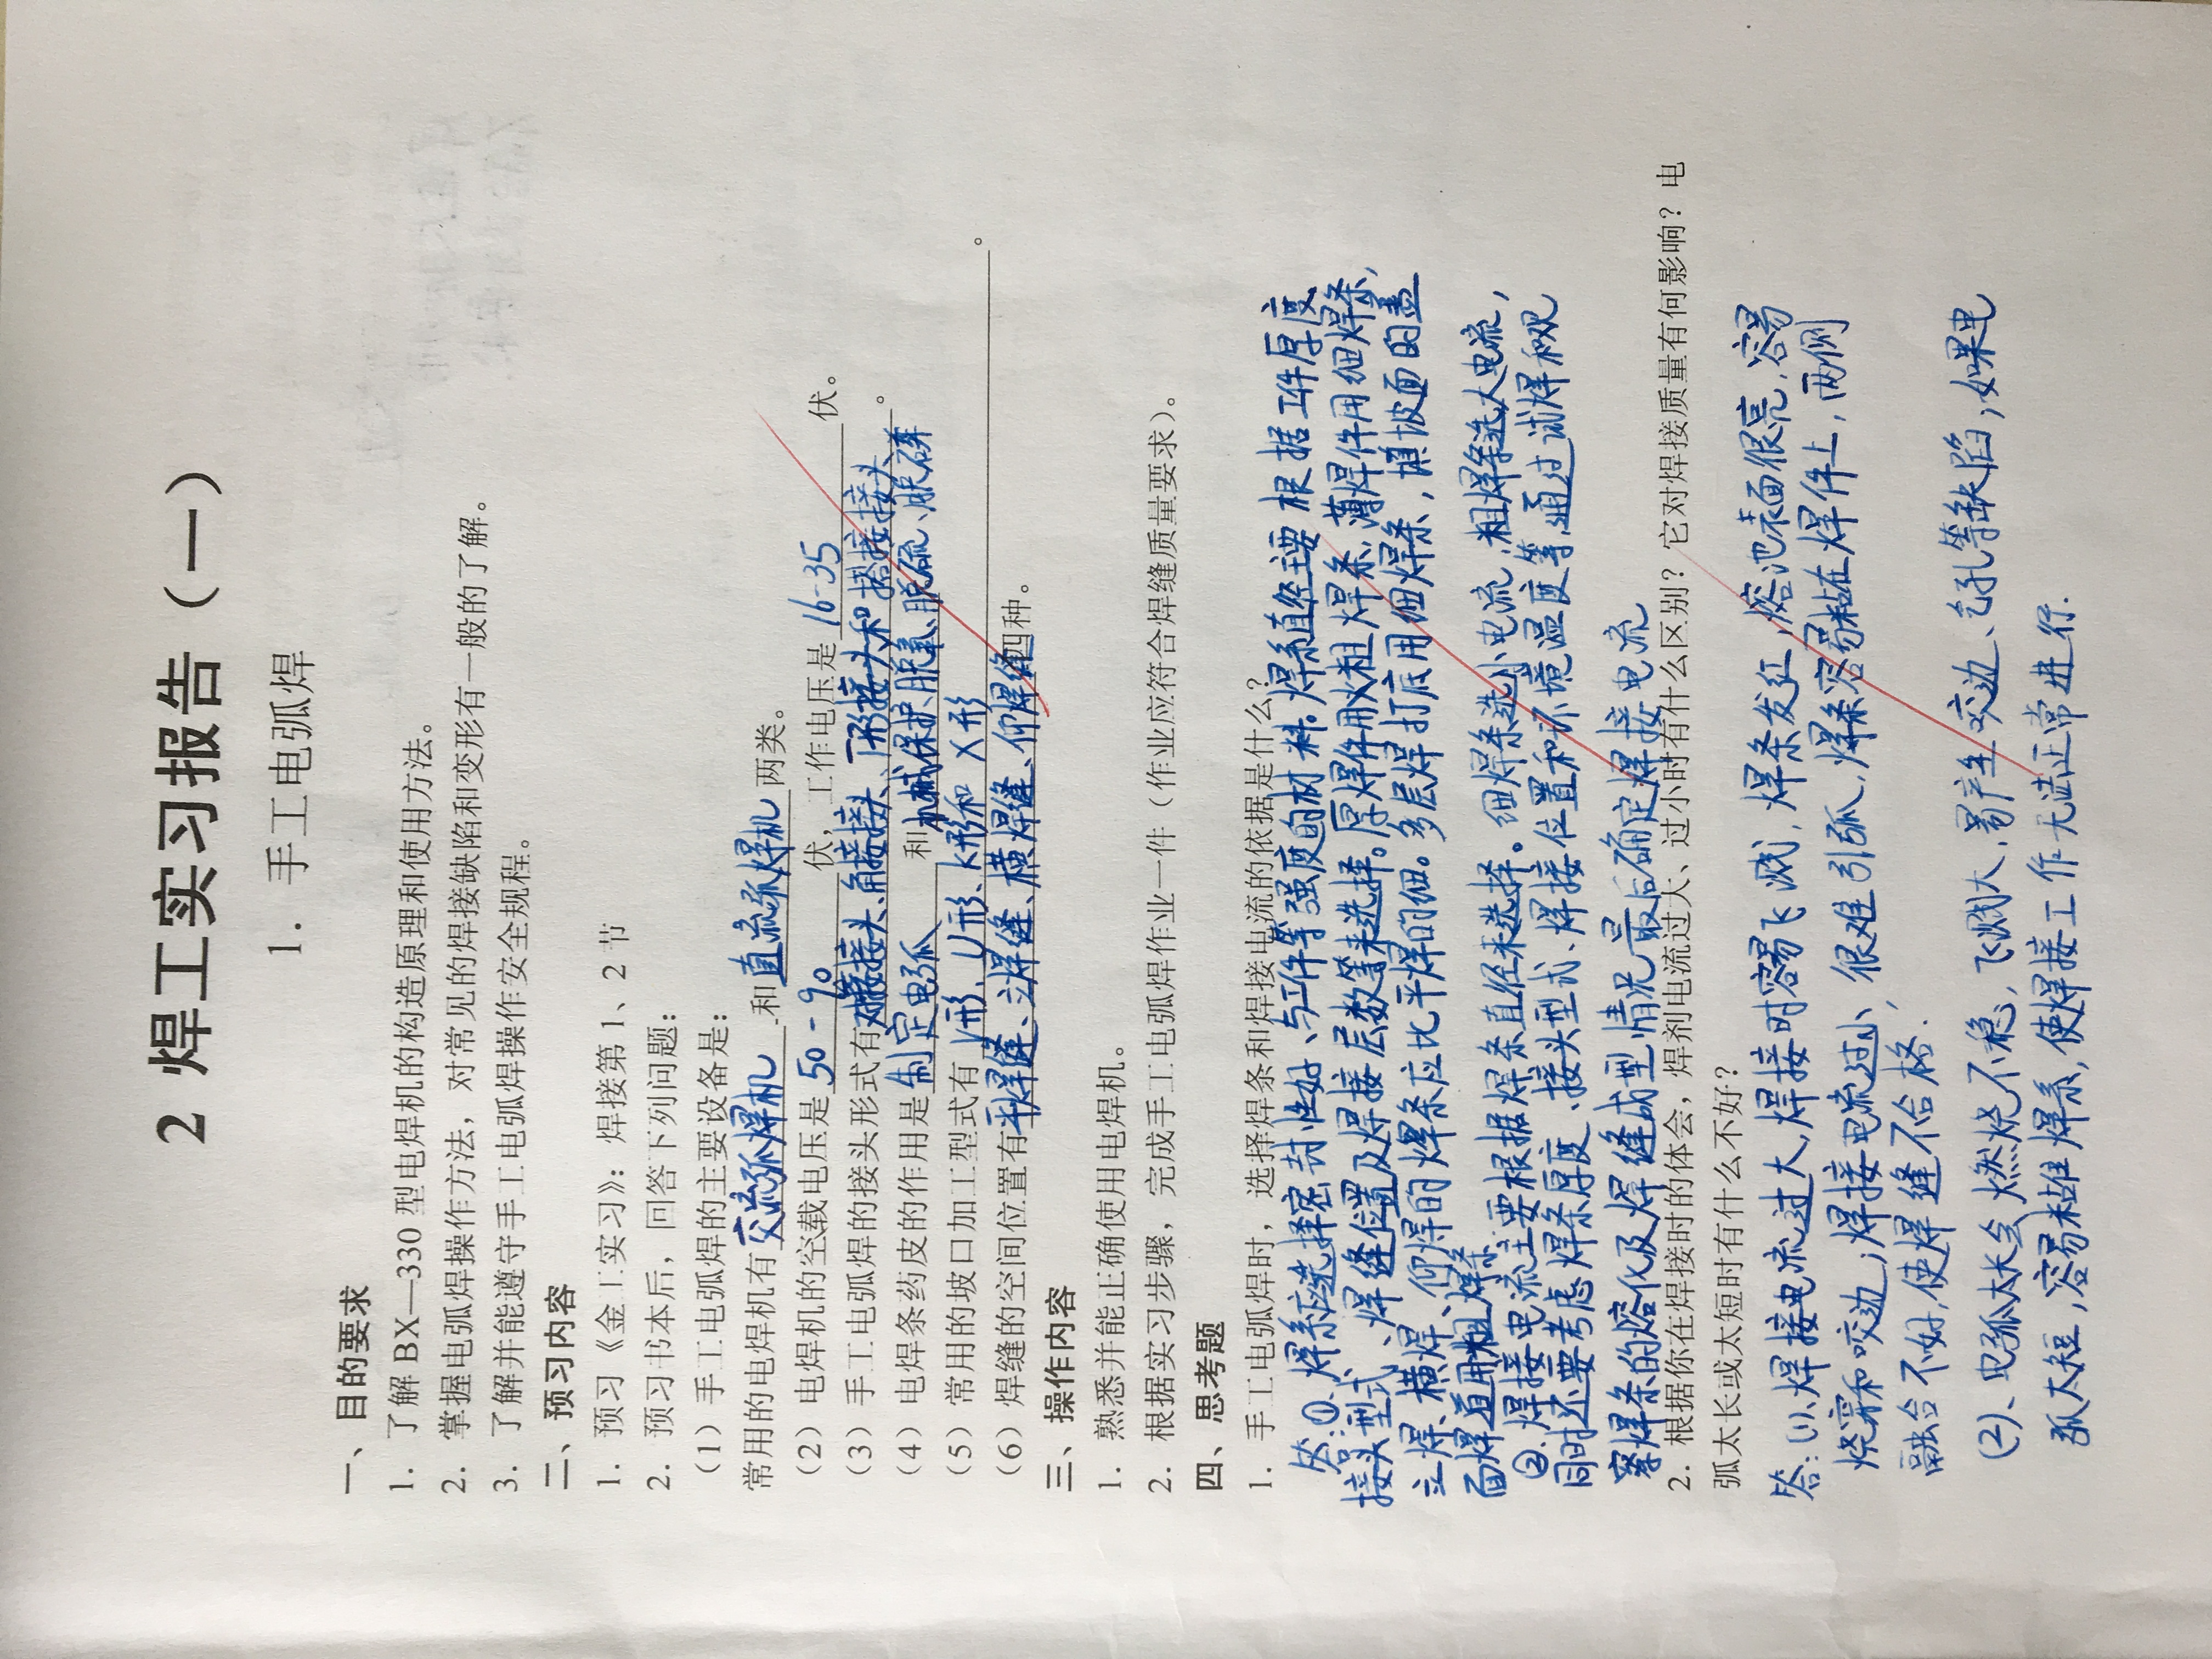 2 焊工实习报告（一）
1. 手工电弧焊
一、目的要求
1. 了解 BX—330 型电焊机的构造原理和使用方法。
2. 掌握电弧焊操作方法，对常见的焊接缺陷和变形有一般的了解。
3. 了解并能遵守手工电弧焊操作安全规程。
二、预习内容
1. 预习《金工实习》：焊接第 1、2 节
2. 预习书本后，回答下列问题：
（1）手工电弧焊的主要设备是：
常用的电焊机有 交流弧焊机 和 直流弧焊机 两类。
（2）电焊机的空载电压是 50-90 伏，工作电压是 16-35 伏。
（3）手工电弧焊的接头形式有 对接接头、角接接头、T形接头和搭接接头 。
（4）电焊条药皮的作用是 制定电弧 和 机械保护、脱氧、脱硫、脱磷
（5）常用的坡口加工型式有 V形、U形、K形和X形 。
（6）焊缝的空间位置有 平焊缝、立焊缝、横焊缝、仰焊缝 四种。
三、操作内容
1. 熟悉并能正确使用电焊机。
2. 根据实习步骤，完成手工电弧焊作业一件（作业应符合焊缝质量要求）。
四、思考题
1. 手工电弧焊时，选择焊条和焊接电流的依据是什么？
答：①、焊条应选择密封性好、与工件等强度的材料。焊条直径主要根据工件厚度
接头型式、焊缝位置及焊接层数等来选择。厚焊件用粗焊条，薄焊件用细焊条，
立焊、横焊、仰焊的焊条应比平焊的细。多层焊打底用细焊条、填坡面的盖
面焊道用粗焊条
②、焊接电流主要根据焊条直径来选择。细焊条选小电流，粗焊条选大电流，
同时还要考虑焊条厚度、接头型式、焊接位置和环境温度等，通过试焊和观
察焊条的熔化及焊缝成型情况最后确定焊接电流
2. 根据你在焊接时的体会，焊剂电流过大、过小时有什么区别？它对焊接质量有何影响？电
弧太长或太短时有什么不好？
答：(1)、焊接电流过大，焊接时容易飞溅，焊条发红，熔池表面很亮，容易
烧穿和咬边；焊接电流过小，很难引弧，焊条容易粘在焊件上，两侧
融合不好，使焊缝不合格.
(2)、电弧太长会燃烧不稳，飞溅大，易产生咬边、气孔等缺陷；如果电
弧太短，容易粘堆焊条，使焊接工作无法正常进行.